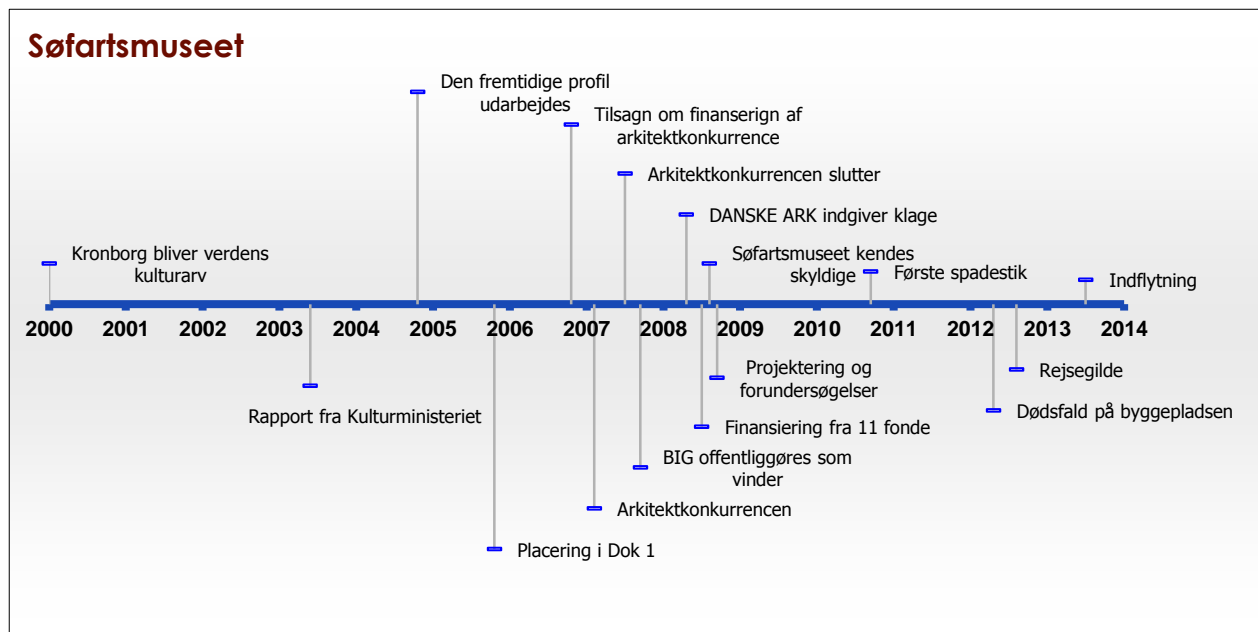 Søfartsmuseet
Den fremtidige profil
udarbejdes
Tilsagn om finanserign af
arkitektkonkurrence
Arkitektkonkurrencen slutter
DANSKE ARK indgiver klage
Kronborg bliver verdens
kulturarv
Søfartsmuseet kendes
skyldige
Første spadestik
Indflytning
2000 2001 2002 2003 2004 2005 2006 2007 2008 2009 2010 2011 2012 2013 2014
Rapport fra Kulturministeriet
Projektering og
forundersøgelser
Rejsegilde
Dødsfald på byggepladsen
Finansiering fra 11 fonde
BIG offentliggøres som
vinder
Arkitektkonkurrencen
Placering i Dok 1